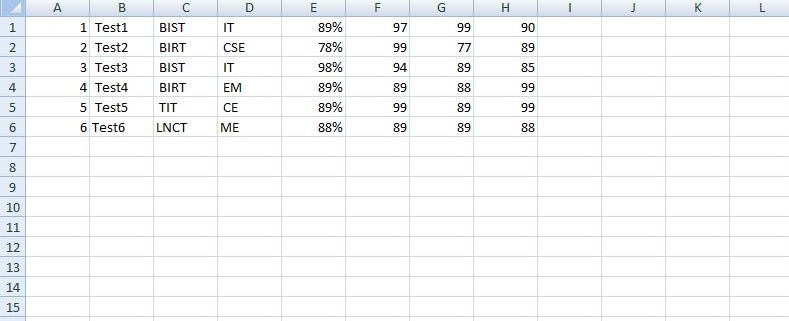 A B C D E F G H I J K L
1 1 Test1 BIST IT 89% 97 99 90
2 2 Test2 BIRT CSE 78% 99 77 89
3 3 Test3 BIST IT 98% 94 89 85
4 4 Test4 BIRT EM 89% 89 88 99
5 5 Test5 TIT CE 89% 99 89 99
6 6 Test6 LNCT ME 88% 89 89 88
7
8
9
10
11
12
13
14
15